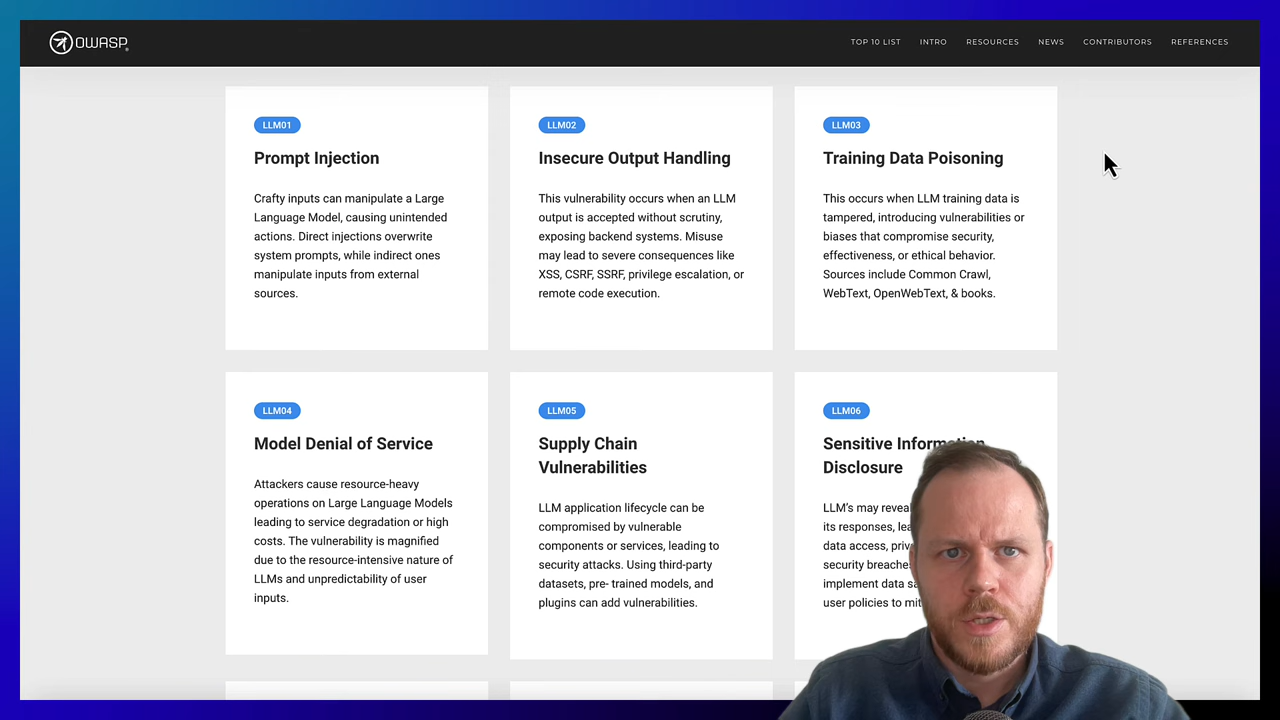 OWASP
TOP 10 LIST
INTRO
RESOURCES
NEWS
CONTRIBUTORS
REFERENCES
LLM01
Prompt Injection
Crafty inputs can manipulate a Large
Language Model, causing unintended
actions. Direct injections overwrite
system prompts, while indirect ones
manipulate inputs from external
sources.
LLM02
Insecure Output Handling
This vulnerability occurs when an LLM
output is accepted without scrutiny,
exposing backend systems. Misuse
may lead to severe consequences like
XSS, CSRF, SSRF, privilege escalation, or
remote code execution.
LLM03
Training Data Poisoning
This occurs when LLM training data is
tampered, introducing vulnerabilities or
biases that compromise security,
effectiveness, or ethical behavior.
Sources include Common Crawl,
WebText, OpenWebText, & books.
LLM04
Model Denial of Service
Attackers cause resource-heavy
operations on Large Language Models
leading to service degradation or high
costs. The vulnerability is magnified
due to the resource-intensive nature of
LLMs and unpredictability of user
inputs.
LLM05
Supply Chain
Vulnerabilities
LLM application lifecycle can be
compromised by vulnerable
components or services, leading to
security attacks. Using third-party
datasets, pre- trained models, and
plugins can add vulnerabilities.
LLM06
Sensitive Information
Disclosure
LLM's may
its responses,
data access,
security
implement data
user policies to